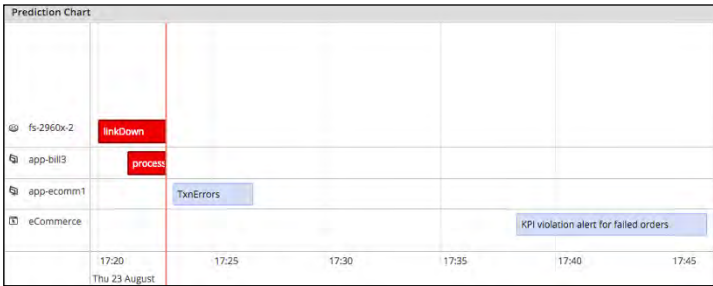 Prediction Chart
fs-2960x-2
linkDown
app-bill3
process
app-ecomm1
TxnErrors
eCommerce
KPI violation alert for failed orders
17:20 17:25 17:30 17:35 17:40 17:45
Thu 23 August